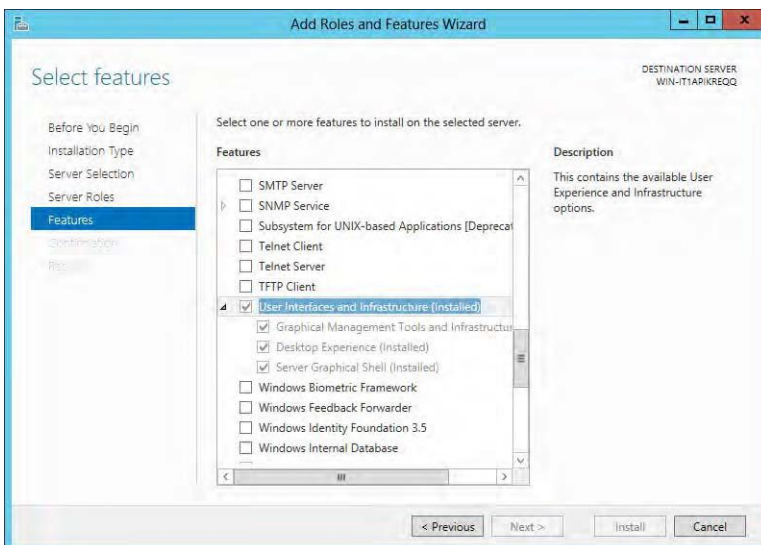 Add Roles and Features Wizard
Select features
DESTINATION SERVER
WIN-IT1APIKREQQ
Before You Begin
Installation Type
Server Selection
Server Roles
Features
Confirmation
Select one or more features to install on the selected server.
Features
SMTP Server
SNMP Service
Subsystem for UNIX-based Applications [Deprecat
Telnet Client
Telnet Server
TFTP Client
User Interfaces and Infrastructure (Installed)
Graphical Management Tools and Infrastructu
Desktop Experience (Installed)
Server Graphical Shell (Installed)
Windows Biometric Framework
Windows Feedback Forwarder
Windows Identity Foundation 3.5
Windows Internal Database
Description
This contains the available User
Experience and Infrastructure
options.
< Previous
Next >
Install
Cancel